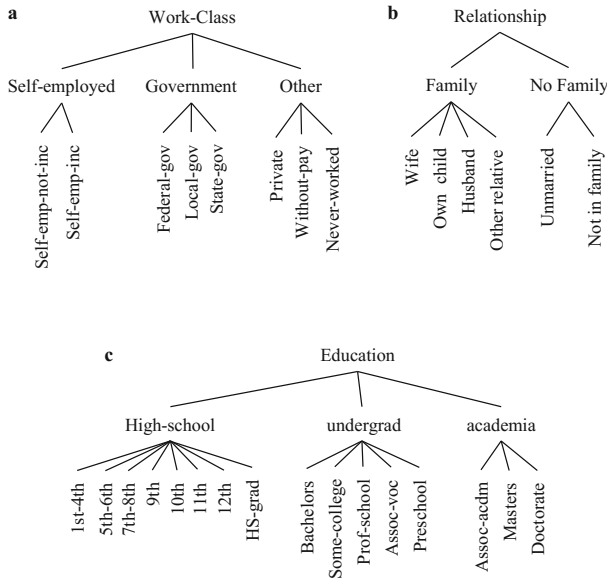 a
Work-Class
Self-employed
Government
Other
Self-emp-not-inc
Self-emp-inc
Federal-gov
Local-gov
State-gov
Private
Without-pay
Never-worked
b
Relationship
Family
No Family
Wife
Own child
Husband
Other relative
Unmarried
Not in family
c
Education
High-school
undergrad
academia
1st-4th
5th-6th
7th-8th
9th
10th
11th
12th
HS-grad
Bachelors
Some-college
Prof-school
Assoc-voc
Preschool
Assoc-acdm
Masters
Doctorate